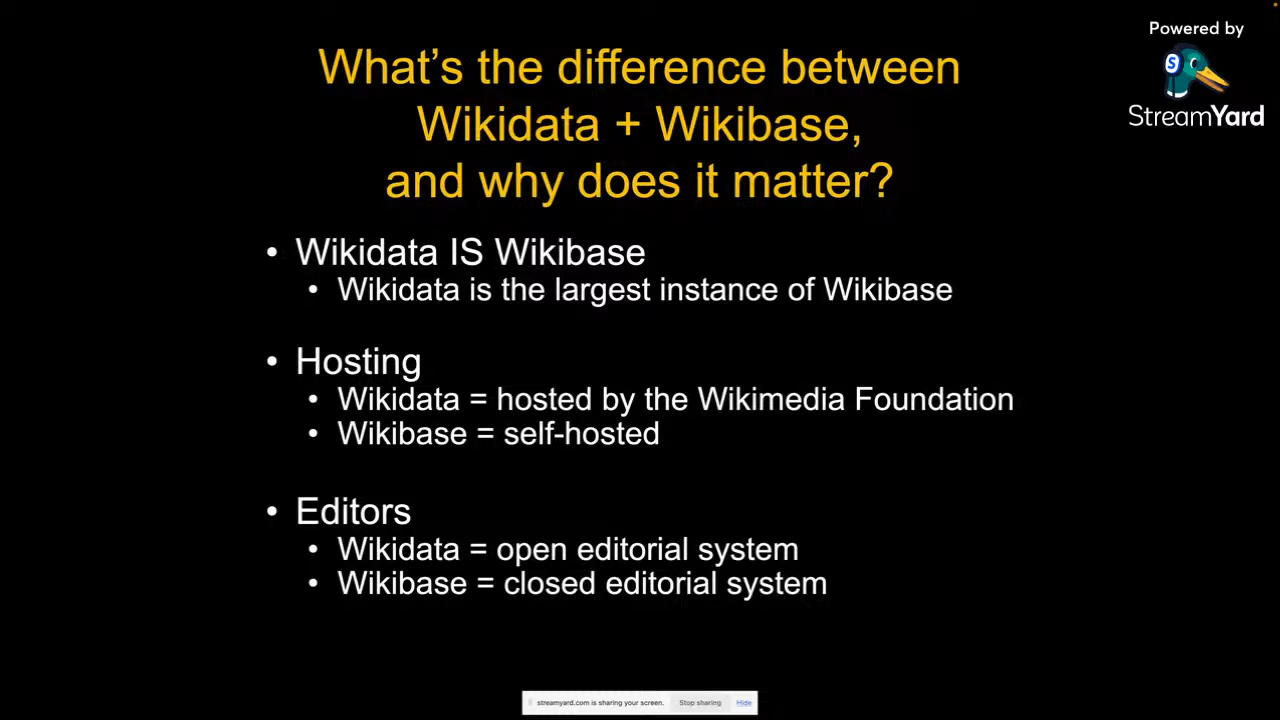 Powered by
StreamYard
What's the difference between
Wikidata + Wikibase,
and why does it matter?
• Wikidata IS Wikibase
• Wikidata is the largest instance of Wikibase
• Hosting
• Wikidata = hosted by the Wikimedia Foundation
• Wikibase = self-hosted
• Editors
• Wikidata = open editorial system
• Wikibase = closed editorial system
streamyard.com is sharing your screen. Stop sharing Hide